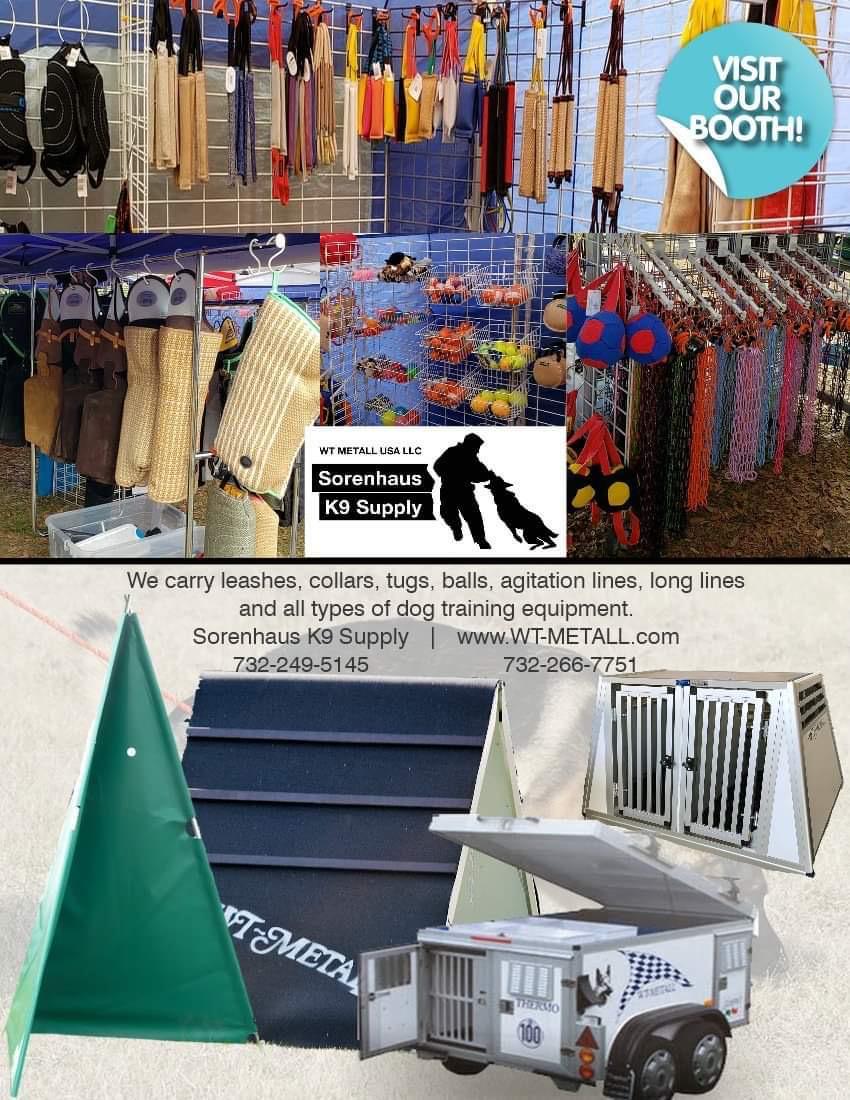 VISIT
OUR
BOOTH!
WT METALL USA LLC
Sorenhaus
K9 Supply
We carry leashes, collars, tugs, balls, agitation lines, long lines
and all types of dog training equipment.
Sorenhaus K9 Supply | www.WT-METALL.com
732-249-5145 732-266-7751
WT-METAL
THERMO
100
WT-METALL